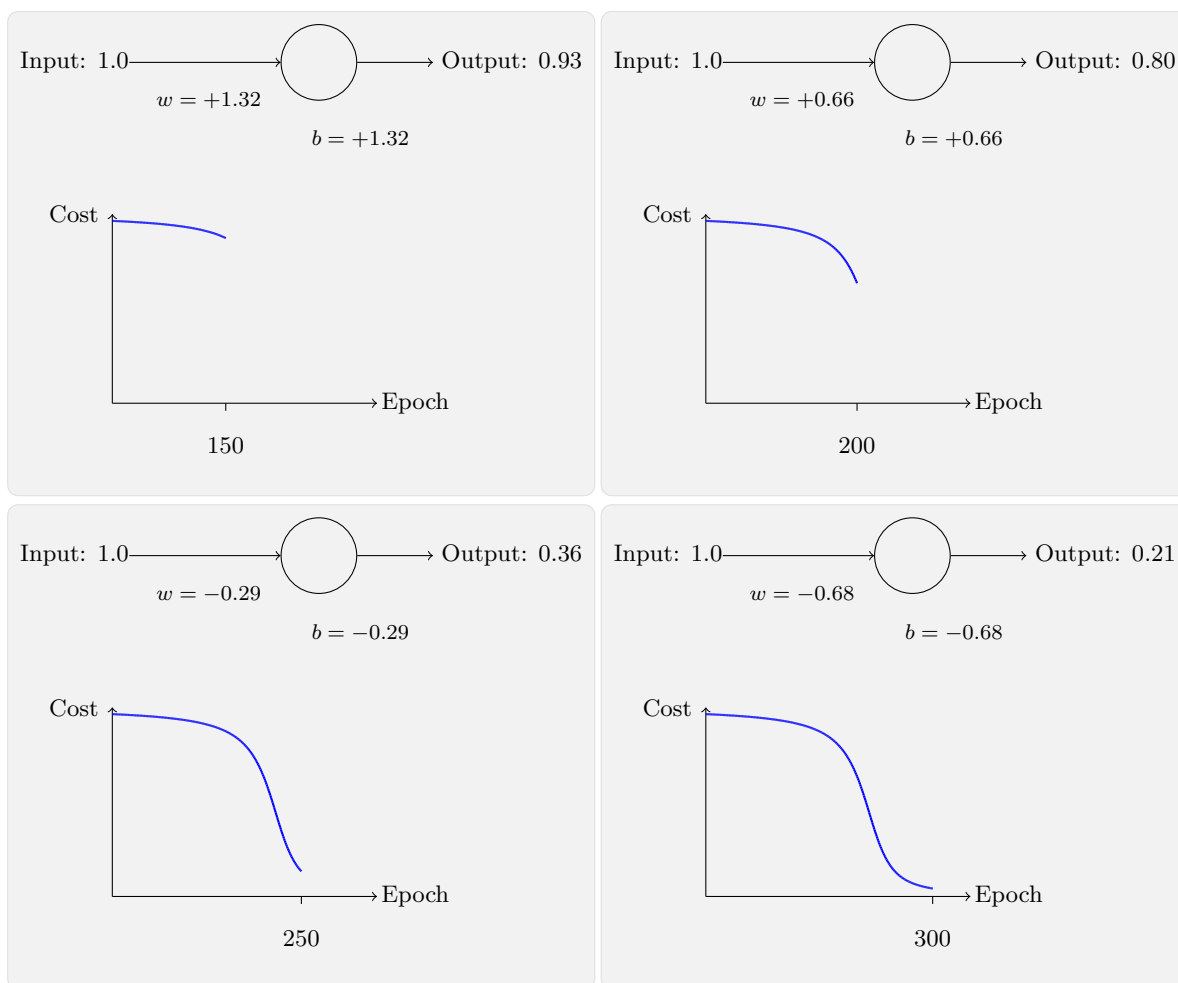 Input: 1.0 Output: 0.93
w = +1.32
b = +1.32
Cost
Epoch
150
Input: 1.0 Output: 0.80
w = +0.66
b = +0.66
Cost
Epoch
200
Input: 1.0 Output: 0.36
w = −0.29
b = −0.29
Cost
Epoch
250
Input: 1.0 Output: 0.21
w = −0.68
b = −0.68
Cost
Epoch
300